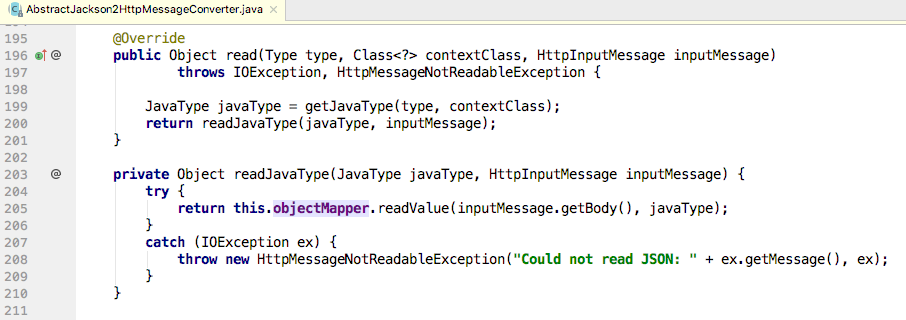 AbstractJackson2HttpMessageConverter.java ×
195 @Override
196 @ public Object read(Type type, Class<?> contextClass, HttpInputMessage inputMessage)
197 throws IOException, HttpMessageNotReadableException {
198
199 JavaType javaType = getJavaType(type, contextClass);
200 return readJavaType(javaType, inputMessage);
201 }
202
203 @ private Object readJavaType(JavaType javaType, HttpInputMessage inputMessage) {
204 try {
205 return this.objectMapper.readValue(inputMessage.getBody(), javaType);
206 }
207 catch (IOException ex) {
208 throw new HttpMessageNotReadableException("Could not read JSON: " + ex.getMessage(), ex);
209 }
210 }
211